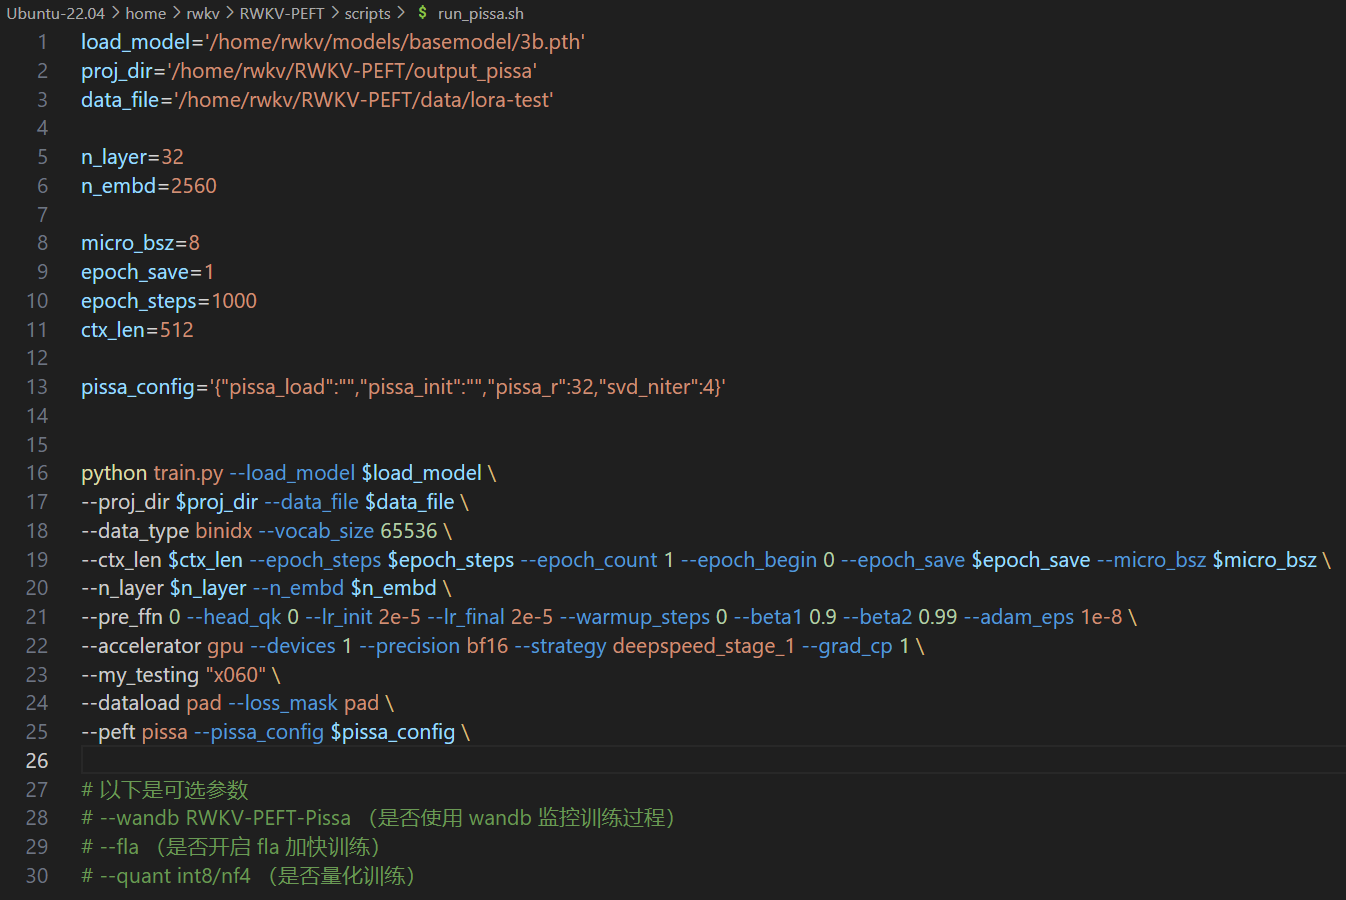 Ubuntu-22.04 > home > rwkv > RWKV-PEFT > scripts > $ run_pissa.sh
1 load_model='/home/rwkv/models/basemodel/3b.pth'
2 proj_dir='/home/rwkv/RWKV-PEFT/output_pissa'
3 data_file='/home/rwkv/RWKV-PEFT/data/lora-test'
4
5 n_layer=32
6 n_embd=2560
7
8 micro_bsz=8
9 epoch_save=1
10 epoch_steps=1000
11 ctx_len=512
12
13 pissa_config='{"pissa_load":"","pissa_init":"","pissa_r":32,"svd_niter":4}'
14
15
16 python train.py --load_model $load_model \
17 --proj_dir $proj_dir --data_file $data_file \
18 --data_type binidx --vocab_size 65536 \
19 --ctx_len $ctx_len --epoch_steps $epoch_steps --epoch_count 1 --epoch_begin 0 --epoch_save $epoch_save --micro_bsz $micro_bsz \
20 --n_layer $n_layer --n_embd $n_embd \
21 --pre_ffn 0 --head_qk 0 --lr_init 2e-5 --lr_final 2e-5 --warmup_steps 0 --beta1 0.9 --beta2 0.99 --adam_eps 1e-8 \
22 --accelerator gpu --devices 1 --precision bf16 --strategy deepspeed_stage_1 --grad_cp 1 \
23 --my_testing "x060" \
24 --dataload pad --loss_mask pad \
25 --peft pissa --pissa_config $pissa_config \
26
27 # 以下是可选参数
28 # --wandb RWKV-PEFT-Pissa （是否使用 wandb 监控训练过程）
29 # --fla （是否开启 fla 加快训练）
30 # --quant int8/nf4 （是否量化训练）